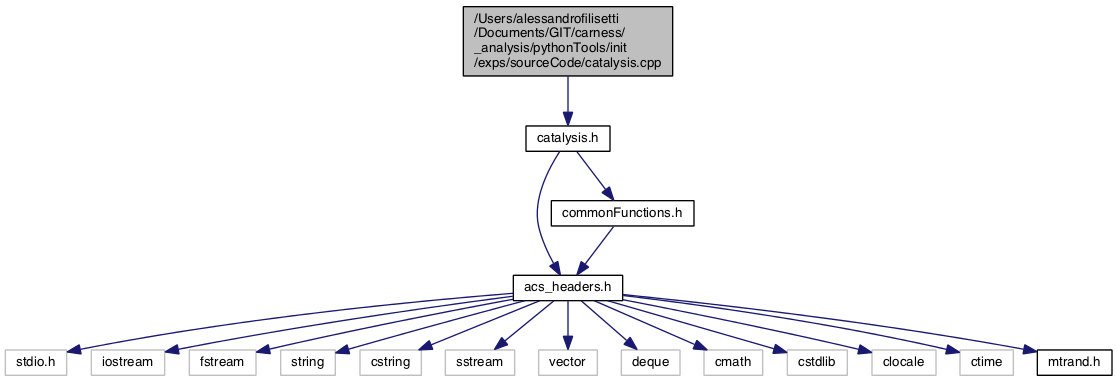 /Users/alessandrofilisetti
/Documents/GIT/carness/
_analysis/pythonTools/init
/exps/sourceCode/catalysis.cpp
catalysis.h
commonFunctions.h
acs_headers.h
stdio.h
iostream
fstream
string
cstring
sstream
vector
deque
cmath
cstdlib
clocale
ctime
mtrand.h